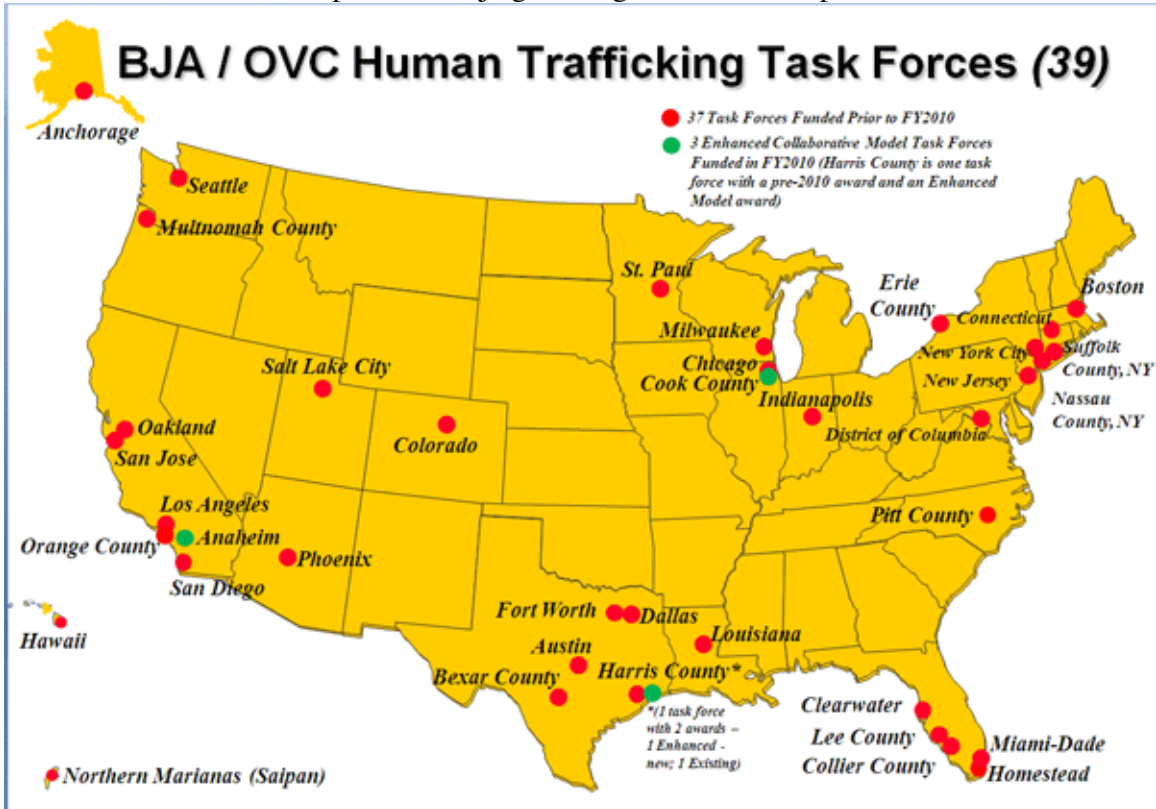 BJA / OVC Human Trafficking Task Forces (39)
37 Task Forces Funded Prior to FY2010
3 Enhanced Collaborative Model Task Forces
Funded in FY2010 (Harris County is one task
force with a pre-2010 award and an Enhanced
Model award)
Anchorage
Seattle
Multnomah County
St. Paul
Erie
County
Boston
Connecticut
Milwaukee
Chicago
Cook County
New York City
Suffolk
County, NY
New Jersey
Nassau
County, NY
Salt Lake City
Indianapolis
District of Columbia
Oakland
San Jose
Colorado
Los Angeles
Orange County
Anaheim
San Diego
Phoenix
Pitt County
Hawaii
Fort Worth
Dallas
Louisiana
Austin
Bexar County
Harris County*
*(1 task force
with 2 awards –
1 Enhanced -
new; 1 Existing)
Clearwater
Lee County
Collier County
Miami-Dade
Homestead
Northern Marianas (Saipan)